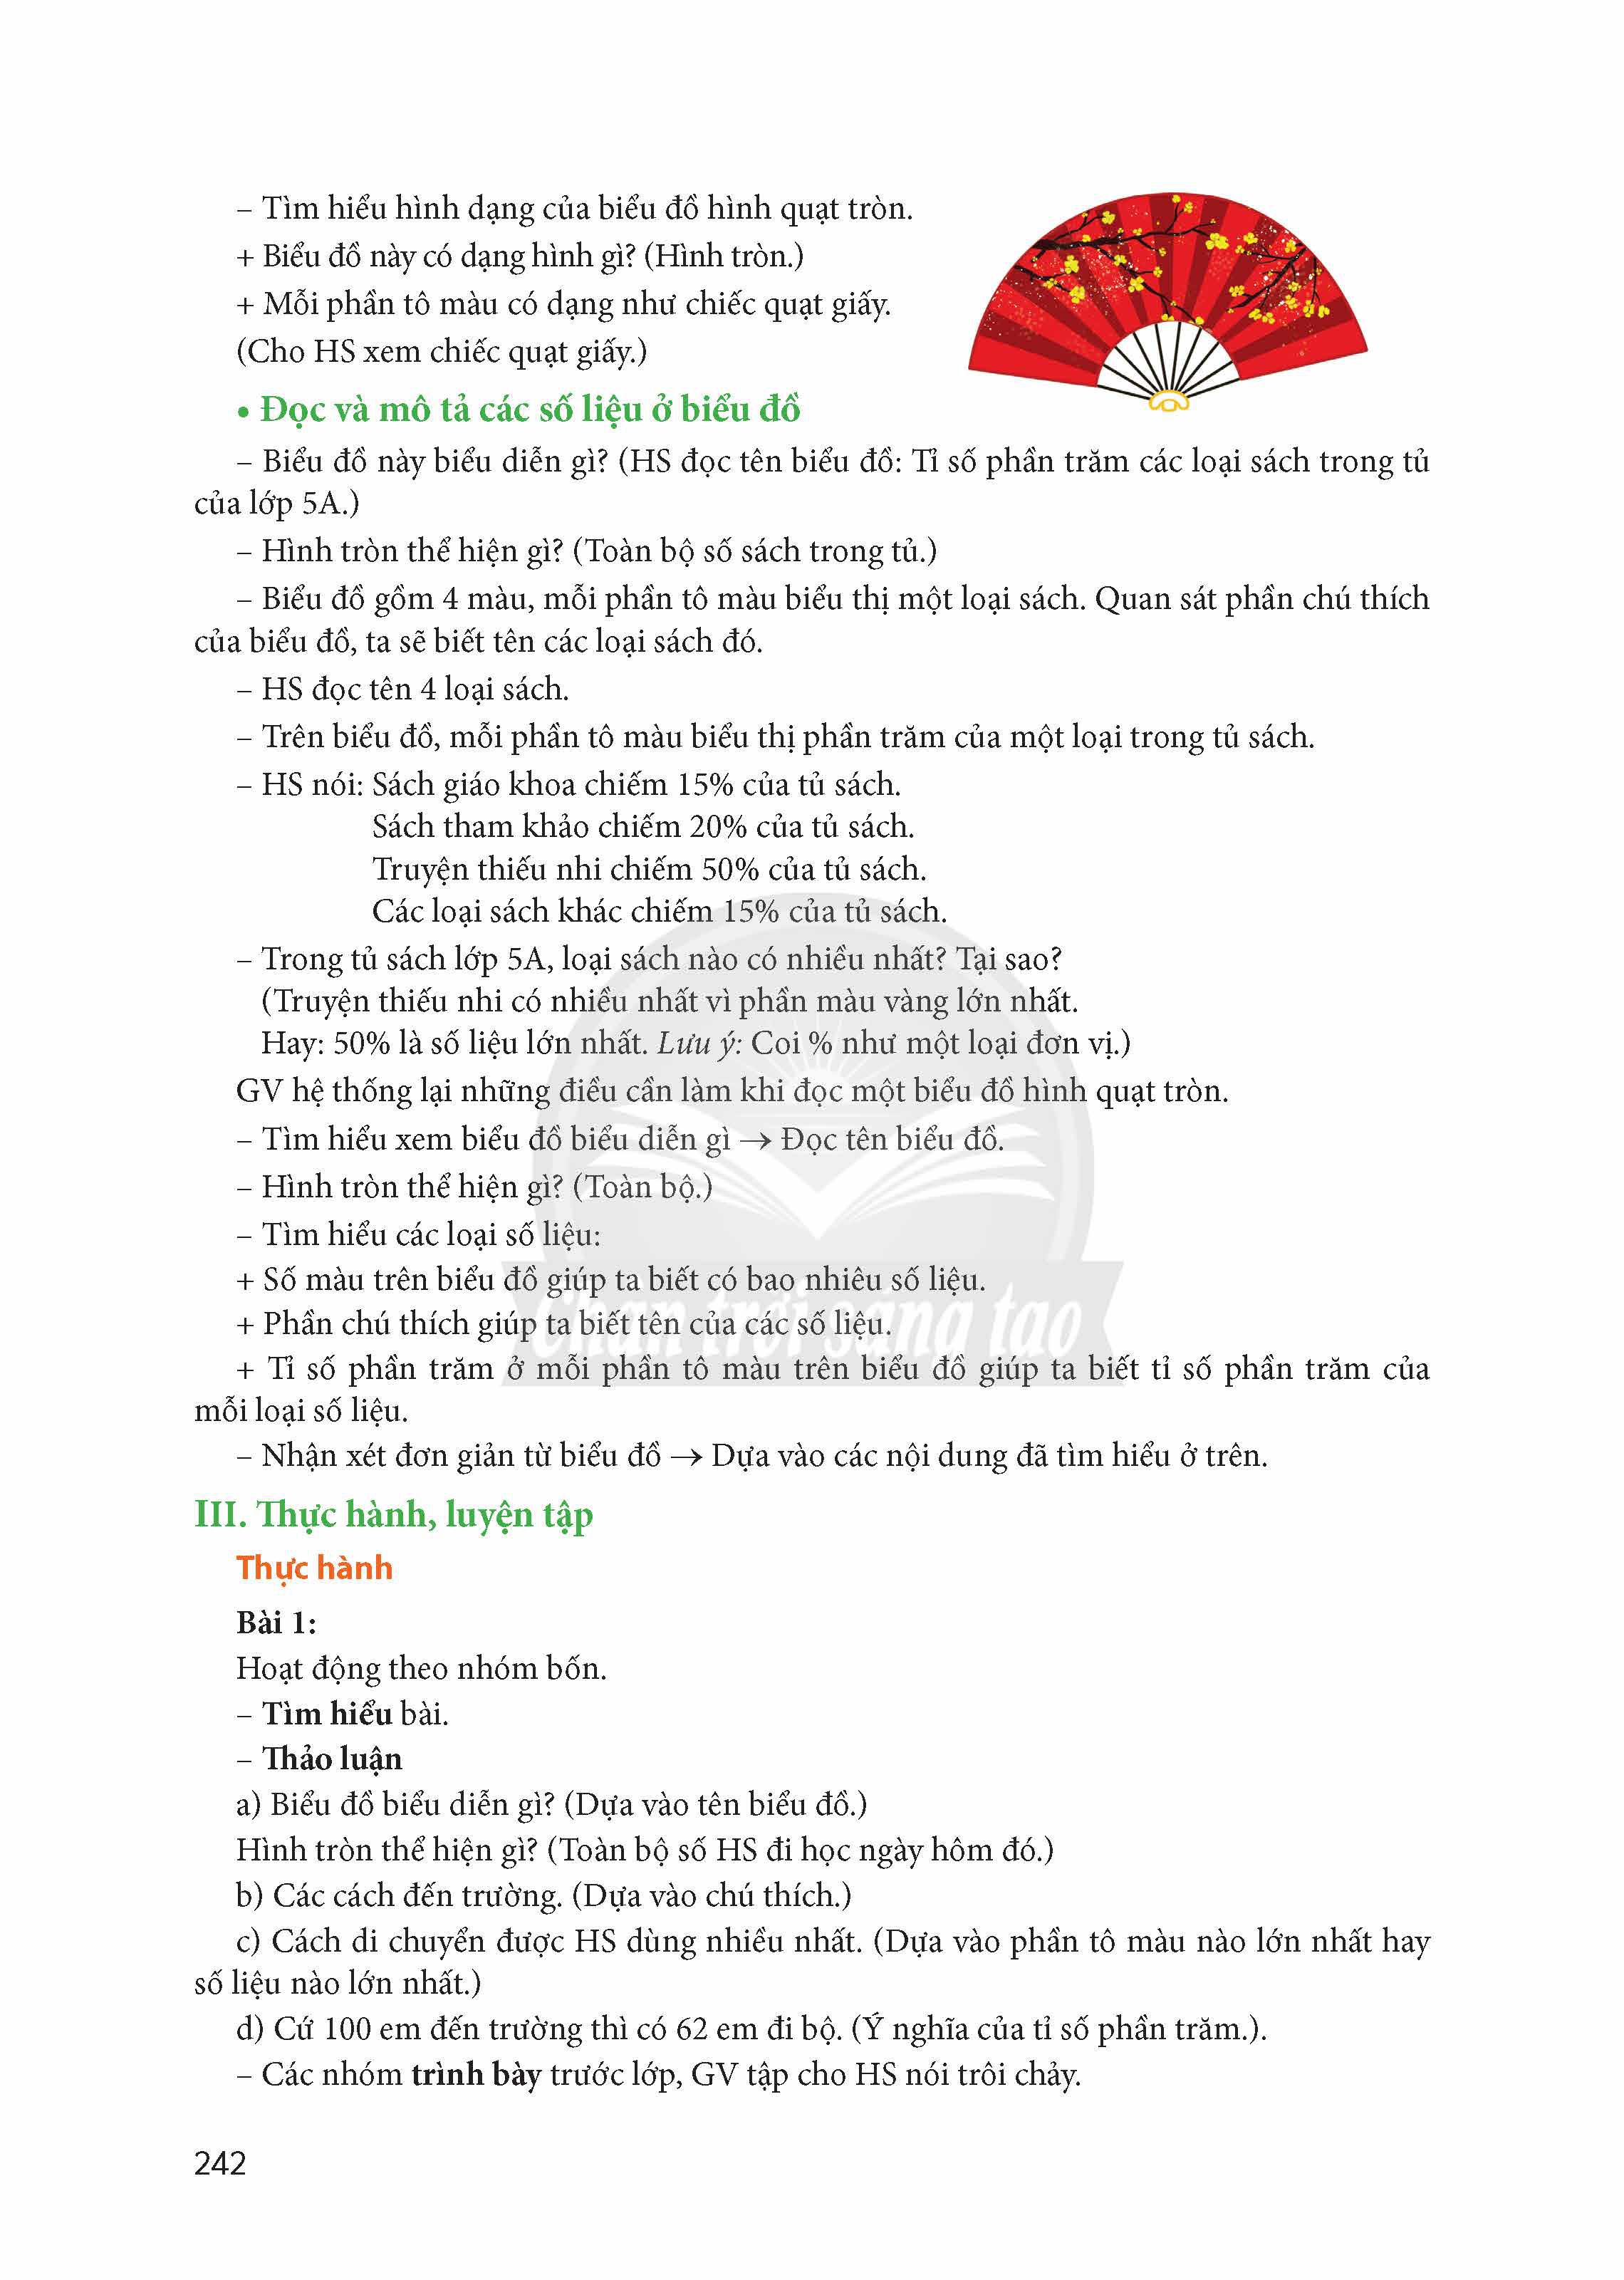 – Tìm hiểu hình dạng của biểu đồ hình quạt tròn.
+ Biểu đồ này có dạng hình gì? (Hình tròn.)
+ Mỗi phần tô màu có dạng như chiếc quạt giấy.
(Cho HS xem chiếc quạt giấy.)
• Đọc và mô tả các số liệu ở biểu đồ
– Biểu đồ này biểu diễn gì? (HS đọc tên biểu đồ: Tỉ số phần trăm các loại sách trong tủ
của lớp 5A.)
– Hình tròn thể hiện gì? (Toàn bộ số sách trong tủ.)
– Biểu đồ gồm 4 màu, mỗi phần tô màu biểu thị một loại sách. Quan sát phần chú thích
của biểu đồ, ta sẽ biết tên các loại sách đó.
– HS đọc tên 4 loại sách.
– Trên biểu đồ, mỗi phần tô màu biểu thị phần trăm của một loại trong tủ sách.
– HS nói: Sách giáo khoa chiếm 15% của tủ sách.
Sách tham khảo chiếm 20% của tủ sách.
Truyện thiếu nhi chiếm 50% của tủ sách.
Các loại sách khác chiếm 15% của tủ sách.
– Trong tủ sách lớp 5A, loại sách nào có nhiều nhất? Tại sao?
(Truyện thiếu nhi có nhiều nhất vì phần màu vàng lớn nhất.
Hay: 50% là số liệu lớn nhất. Lưu ý: Coi % như một loại đơn vị.)
GV hệ thống lại những điều cần làm khi đọc một biểu đồ hình quạt tròn.
– Tìm hiểu xem biểu đồ biểu diễn gì → Đọc tên biểu đồ.
– Hình tròn thể hiện gì? (Toàn bộ.)
– Tìm hiểu các loại số liệu:
+ Số màu trên biểu đồ giúp ta biết có bao nhiêu số liệu.
+ Phần chú thích giúp ta biết tên của các số liệu.
Chân trời sáng tạo
+ Tỉ số phần trăm ở mỗi phần tô màu trên biểu đồ giúp ta biết tỉ số phần trăm của
mỗi loại số liệu.
– Nhận xét đơn giản từ biểu đồ → Dựa vào các nội dung đã tìm hiểu ở trên.
III. Thực hành, luyện tập
Thực hành
Bài 1:
Hoạt động theo nhóm bốn.
– Tìm hiểu bài.
– Thảo luận
a) Biểu đồ biểu diễn gì? (Dựa vào tên biểu đồ.)
Hình tròn thể hiện gì? (Toàn bộ số HS đi học ngày hôm đó.)
b) Các cách đến trường. (Dựa vào chú thích.)
c) Cách di chuyển được HS dùng nhiều nhất. (Dựa vào phần tô màu nào lớn nhất hay
số liệu nào lớn nhất.)
d) Cứ 100 em đến trường thì có 62 em đi bộ. (Ý nghĩa của tỉ số phần trăm.).
– Các nhóm trình bày trước lớp, GV tập cho HS nói trôi chảy.
242